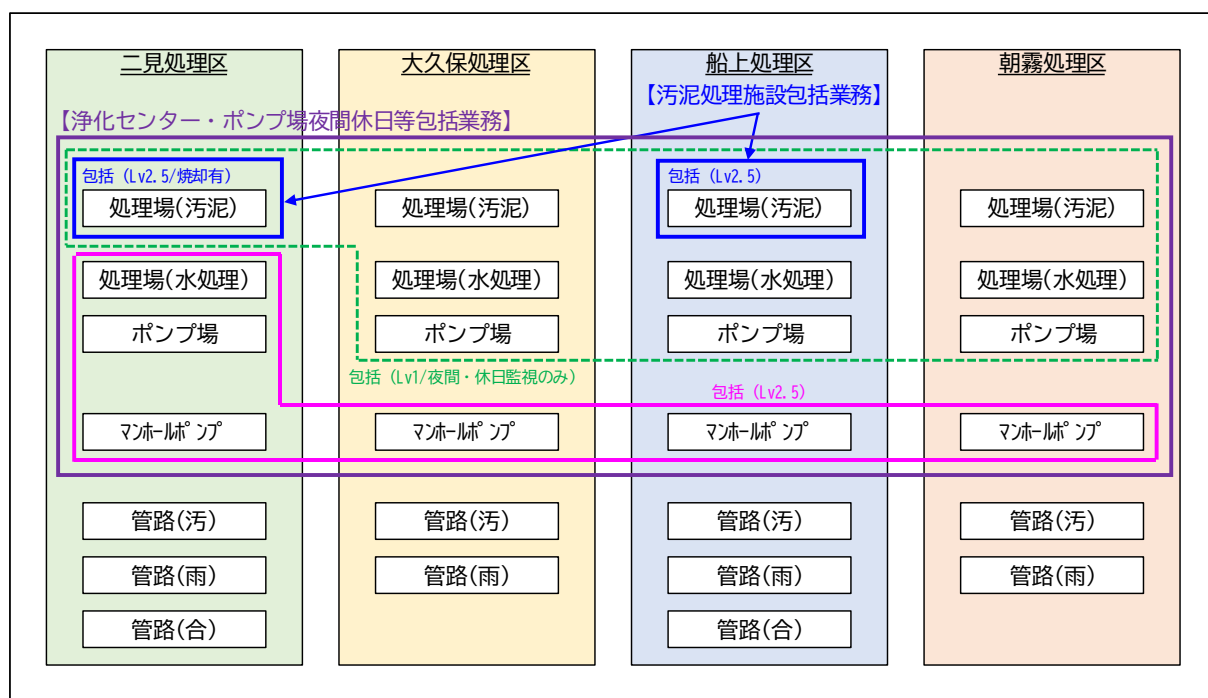 二見処理区
大久保処理区
船上処理区
朝霧処理区
【汚泥処理施設包括業務】
【浄化センター・ポンプ場夜間休日等包括業務】
包括（Lv2.5/焼却有）
包括（Lv2.5）
処理場(汚泥)
処理場(汚泥)
処理場(汚泥)
処理場(汚泥)
処理場(水処理)
処理場(水処理)
処理場(水処理)
処理場(水処理)
ポンプ場
ポンプ場
ポンプ場
ポンプ場
包括（Lv1/夜間・休日監視のみ）
包括（Lv2.5）
ﾏﾝﾎｰﾙﾎﾟﾝﾌﾟ
ﾏﾝﾎｰﾙﾎﾟﾝﾌﾟ
ﾏﾝﾎｰﾙﾎﾟﾝﾌﾟ
ﾏﾝﾎｰﾙﾎﾟﾝﾌﾟ
管路(汚)
管路(汚)
管路(汚)
管路(汚)
管路(雨)
管路(雨)
管路(雨)
管路(雨)
管路(合)
管路(合)